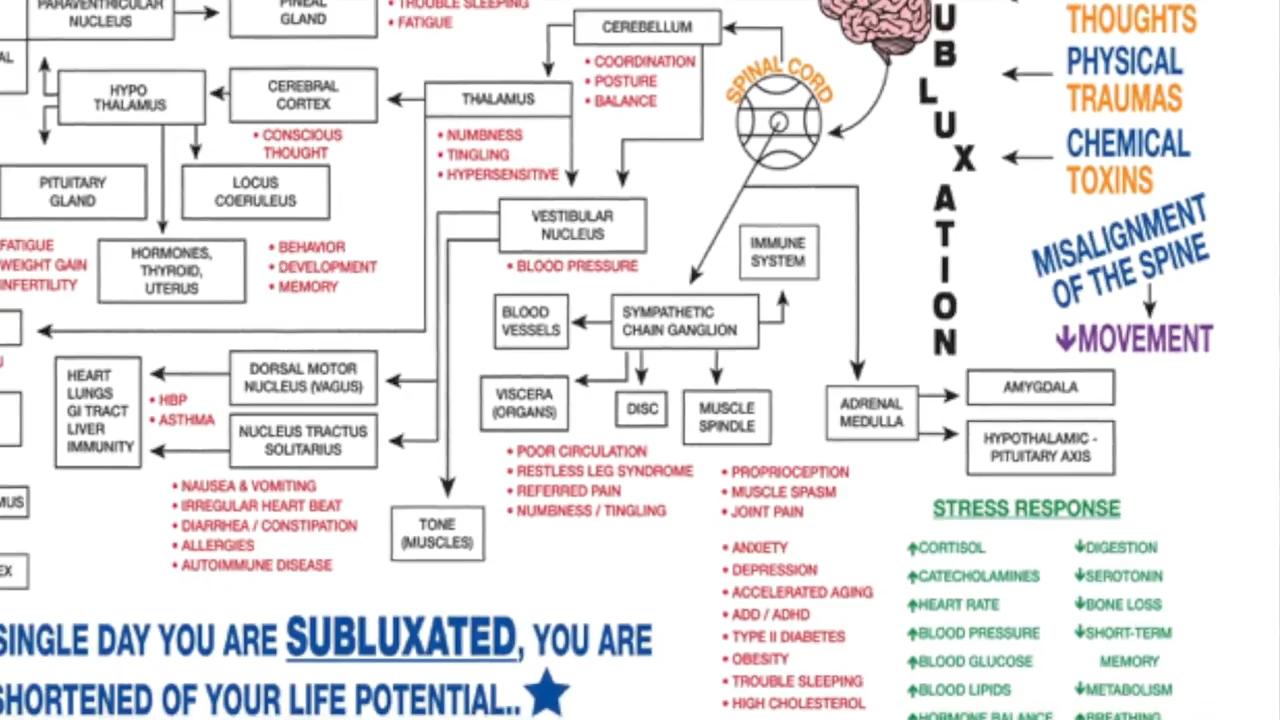 PARAVENTRICULAR
NUCLEUS
PINEAL
GLAND
• TROUBLE SLEEPING
• FATIGUE
CEREBELLUM
• COORDINATION
• POSTURE
• BALANCE
SPINAL CORD
SUBLUXATION
THOUGHTS
PHYSICAL
TRAUMAS
CHEMICAL
TOXINS
MISALIGNMENT
OF THE SPINE
↓MOVEMENT
AL
HYPO
THALAMUS
CEREBRAL
CORTEX
• CONSCIOUS
THOUGHT
THALAMUS
• NUMBNESS
• TINGLING
• HYPERSENSITIVE
PITUITARY
GLAND
LOCUS
COERULEUS
VESTIBULAR
NUCLEUS
• BLOOD PRESSURE
IMMUNE
SYSTEM
FATIGUE
WEIGHT GAIN
INFERTILITY
HORMONES,
THYROID,
UTERUS
• BEHAVIOR
• DEVELOPMENT
• MEMORY
BLOOD
VESSELS
SYMPATHETIC
CHAIN GANGLION
HEART
LUNGS
GI TRACT
LIVER
IMMUNITY
• HBP
• ASTHMA
DORSAL MOTOR
NUCLEUS (VAGUS)
NUCLEUS TRACTUS
SOLITARIUS
VISCERA
(ORGANS)
DISC
MUSCLE
SPINDLE
ADRENAL
MEDULLA
AMYGDALA
HYPOTHALAMIC -
PITUITARY AXIS
• NAUSEA & VOMITING
• IRREGULAR HEART BEAT
• DIARRHEA / CONSTIPATION
• ALLERGIES
• AUTOIMMUNE DISEASE
TONE
(MUSCLES)
• POOR CIRCULATION
• RESTLESS LEG SYNDROME
• REFERRED PAIN
• NUMBNESS / TINGLING
• PROPRIOCEPTION
• MUSCLE SPASM
• JOINT PAIN
• ANXIETY
• DEPRESSION
• ACCELERATED AGING
• ADD / ADHD
• TYPE II DIABETES
• OBESITY
• TROUBLE SLEEPING
• HIGH CHOLESTEROL
STRESS RESPONSE
↑CORTISOL
↑CATECHOLAMINES
↑HEART RATE
↑BLOOD PRESSURE
↑BLOOD GLUCOSE
↑BLOOD LIPIDS
↑HORMONE BALANCE
↓DIGESTION
↓SEROTONIN
↓BONE LOSS
↓SHORT-TERM
MEMORY
↓METABOLISM
↑BREATHING
MUS
EX
SINGLE DAY YOU ARE SUBLUXATED, YOU ARE
SHORTENED OF YOUR LIFE POTENTIAL..